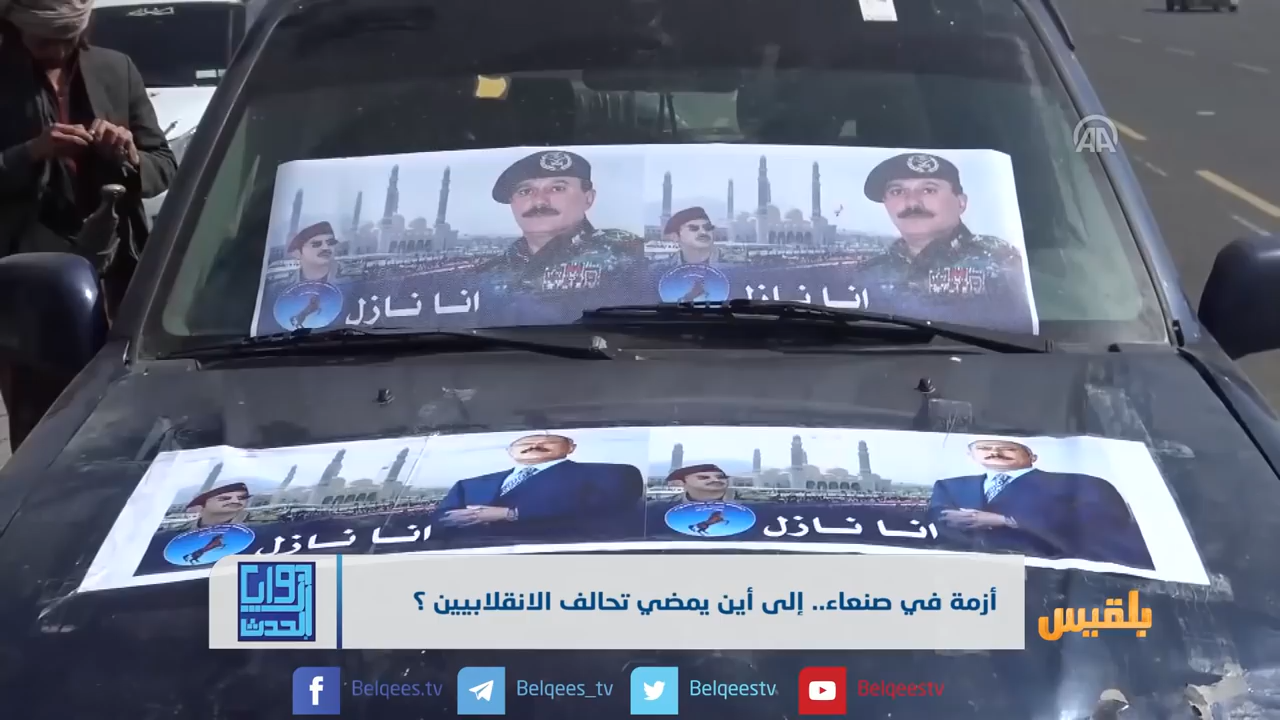 AA
انا نازل
انا نازل
انا نازل
انا نازل
زوايا الحدث
أزمة في صنعاء.. إلى أين يمضي تحالف الانقلابيين ؟
بلقيس
Belqees.tv
Belqees_tv
Belqeestv
Belqeestv